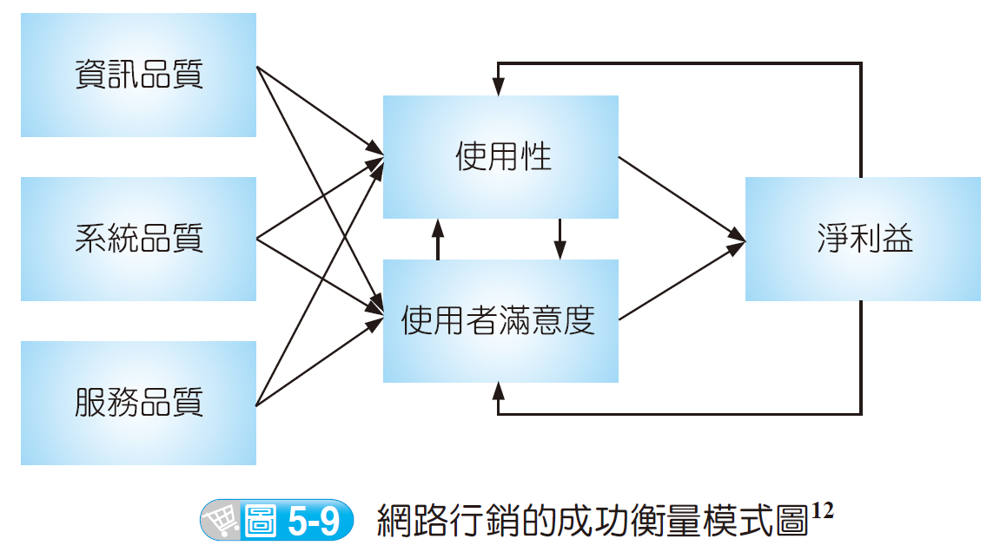 資訊品質
系統品質
服務品質
使用性
使用者滿意度
淨利益
圖 5-9 網路行銷的成功衡量模式圖12